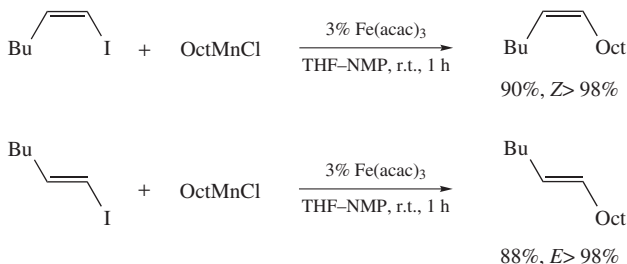 Bu I + OctMnCl 3% Fe(acac)₃ Bu Oct
THF–NMP, r.t., 1 h
90%, Z> 98%
Bu
I + OctMnCl 3% Fe(acac)₃ Bu
THF–NMP, r.t., 1 h
Oct
88%, E> 98%